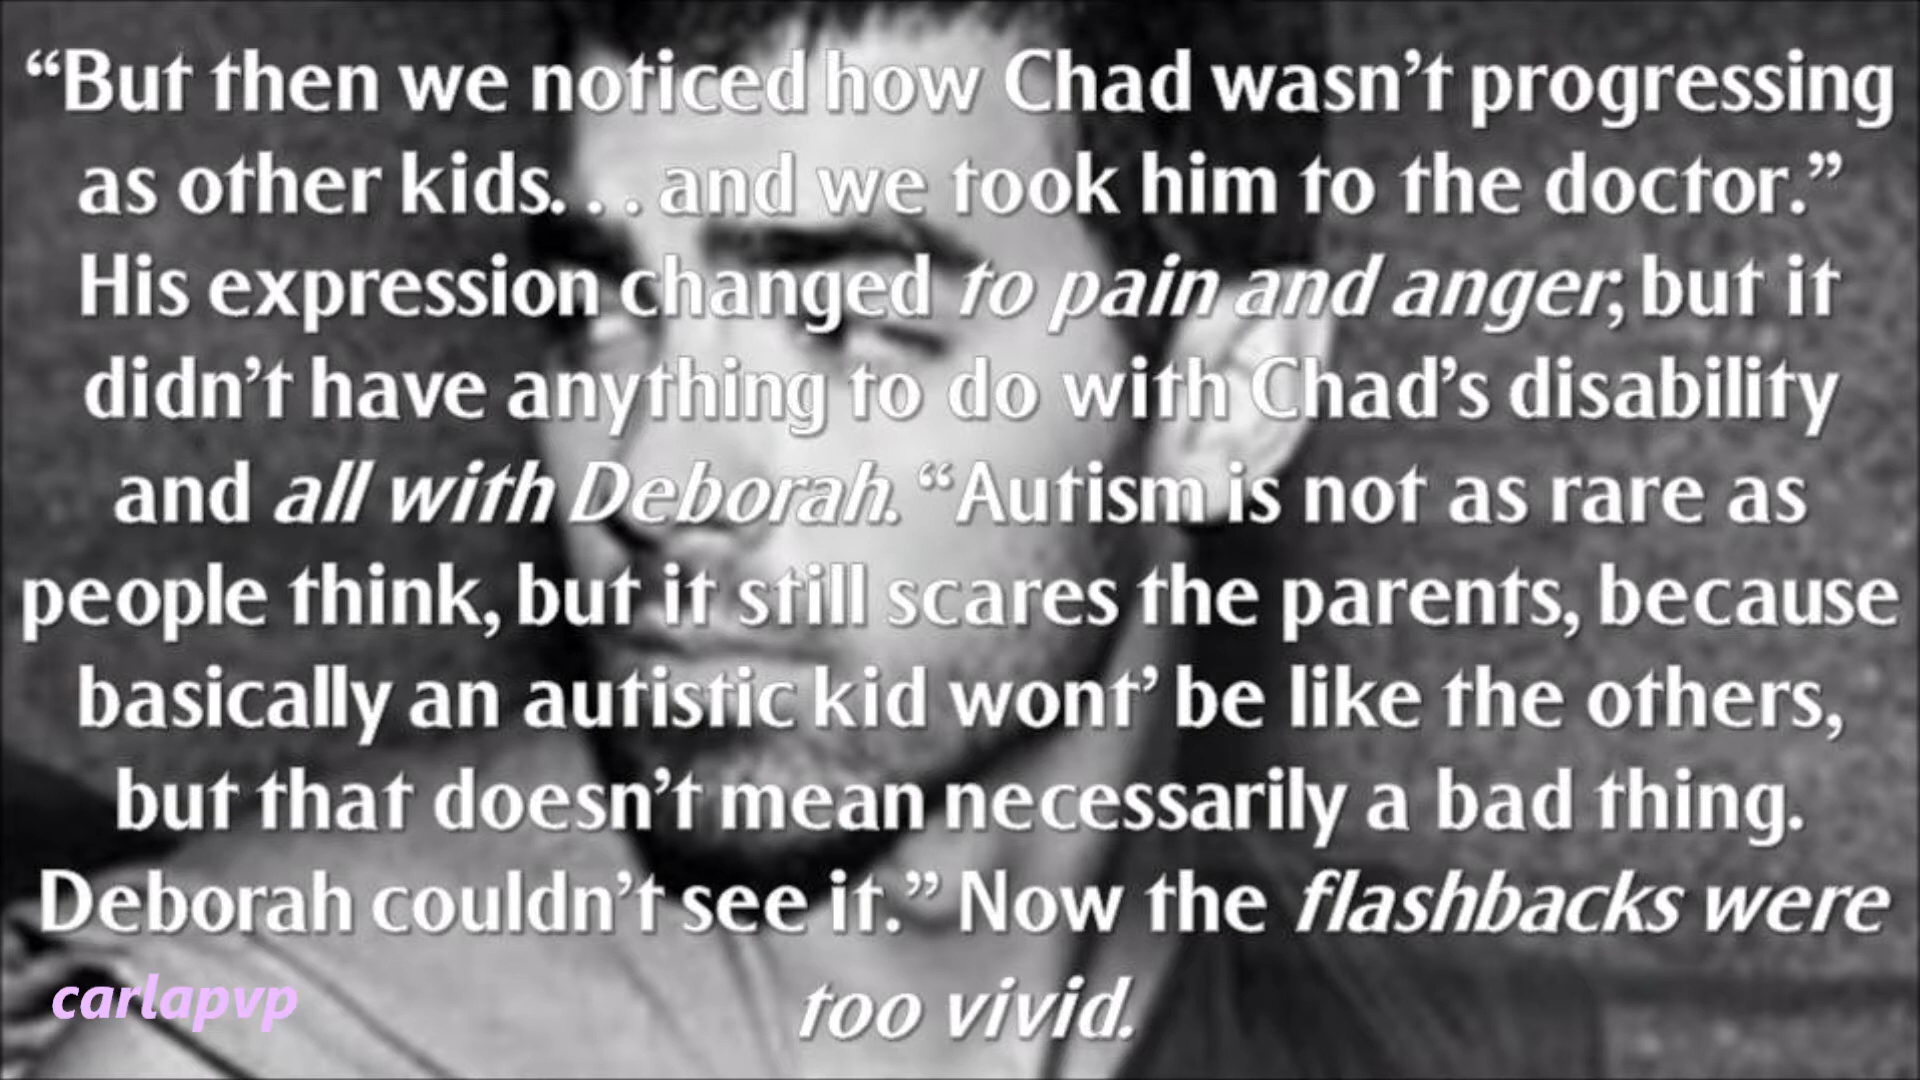 “But then we noticed how Chad wasn’t progressing
as other kids. . . and we took him to the doctor.”
His expression changed to pain and anger; but it
didn’t have anything to do with Chad’s disability
and all with Deborah. “Autism is not as rare as
people think, but it still scares the parents, because
basically an autistic kid wont’ be like the others,
but that doesn’t mean necessarily a bad thing.
Deborah couldn’t see it.” Now the flashbacks were
too vivid.
carlapvp